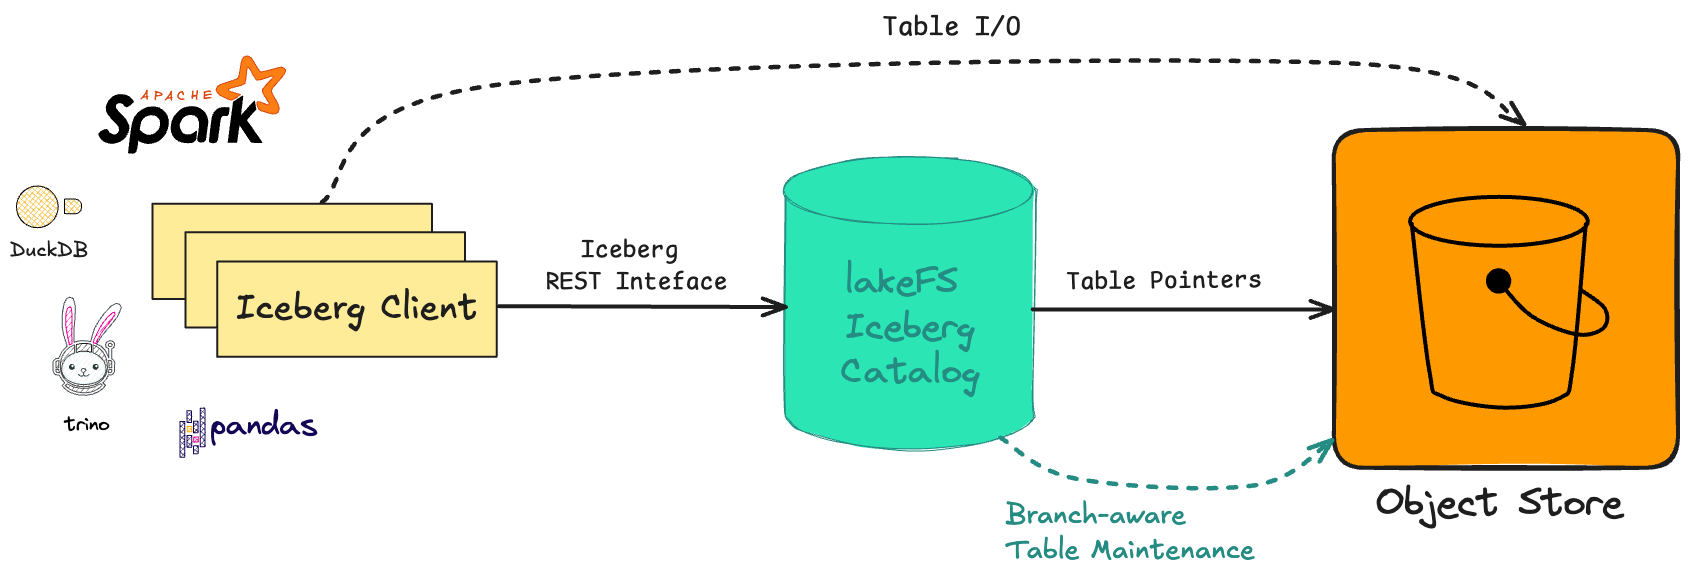 Table I/O
APACHE
Spark
DuckDB
Iceberg
REST Inteface
Table Pointers
Iceberg Client
lakeFS
Iceberg
Catalog
trino
pandas
Object Store
Branch-aware
Table Maintenance